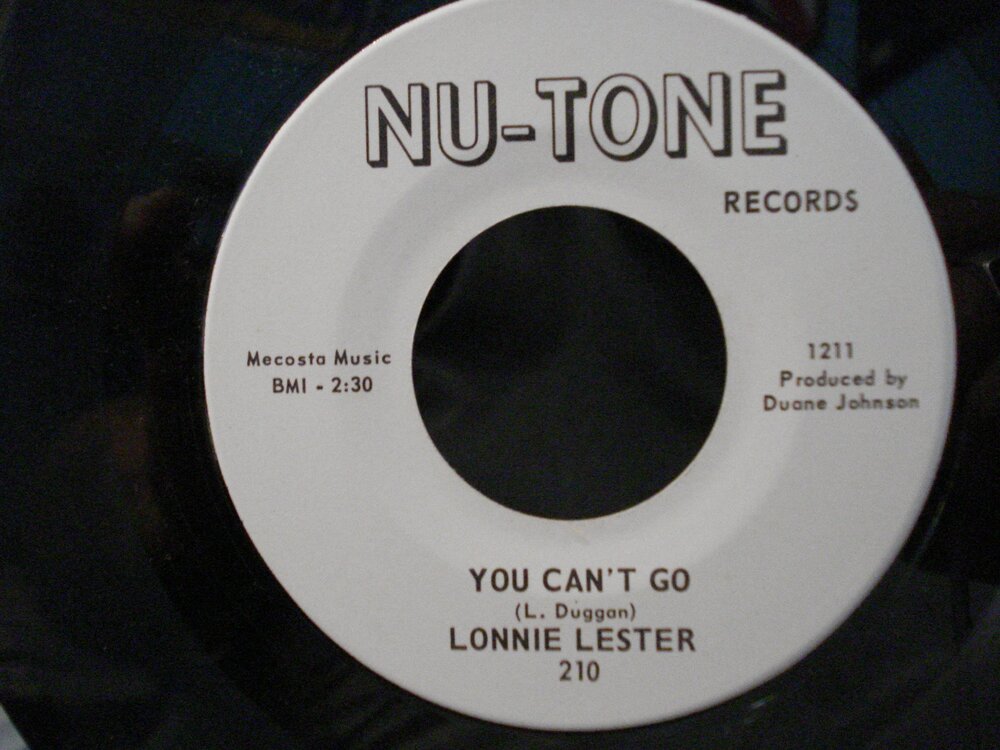 NU-TONE
RECORDS
Mecosta Music
BMI - 2:30
1211
Produced by
Duane Johnson
YOU CAN'T GO
(L. Duggan)
LONNIE LESTER
210